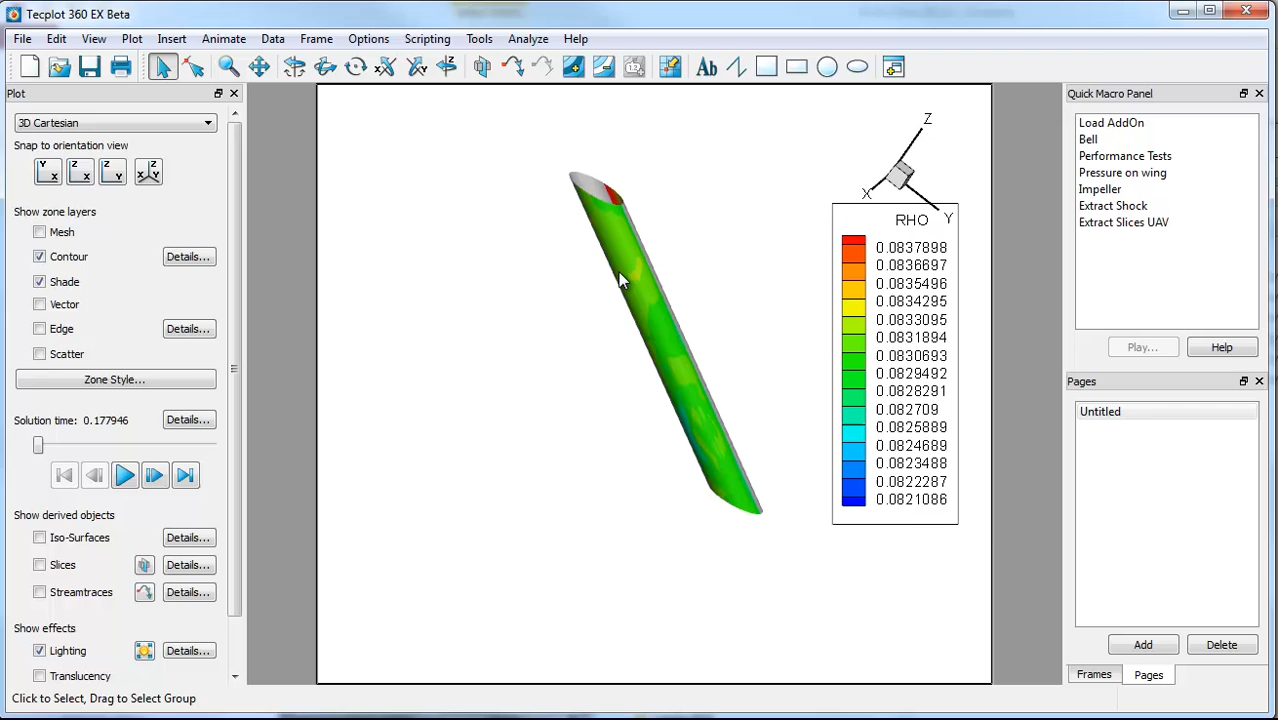 Tecplot 360 EX Beta
File Edit View Plot Insert Animate Data Frame Options Scripting Tools Analyze Help
Ab
Plot
3D Cartesian
Snap to orientation view
Y X Z X Z Y Z X Y
Show zone layers
Mesh
Contour Details...
Shade
Vector
Edge Details...
Scatter
Zone Style...
Solution time: 0.177946 Details...
Show derived objects
Iso-Surfaces Details...
Slices Details...
Streamtraces Details...
Show effects
Lighting Details...
Translucency
Z
X
Y
RHO
0.0837898
0.0836697
0.0835496
0.0834295
0.0833095
0.0831894
0.0830693
0.0829492
0.0828291
0.082709
0.0825889
0.0824689
0.0823488
0.0822287
0.0821086
Quick Macro Panel
Load AddOn
Bell
Performance Tests
Pressure on wing
Impeller
Extract Shock
Extract Slices UAV
Play... Help
Pages
Untitled
Add Delete
Frames Pages
Click to Select, Drag to Select Group